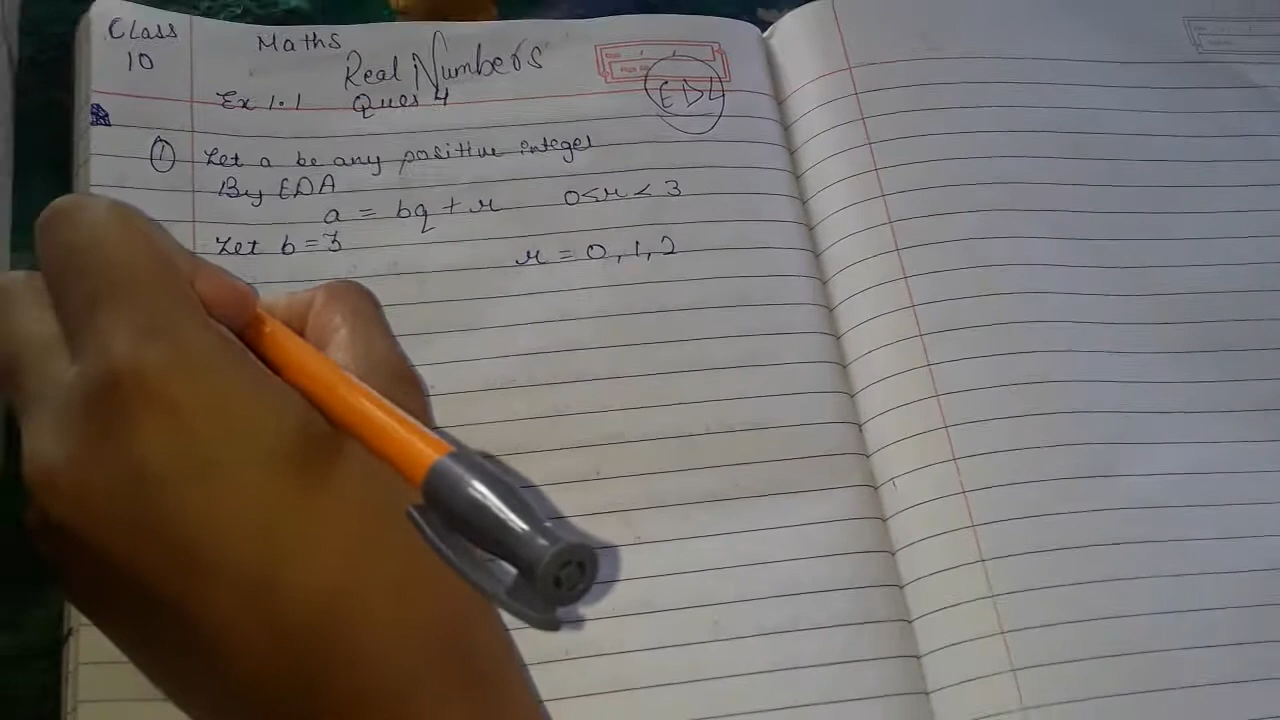 Class
10
Maths
Real Numbers
Ex 1.1 Ques 4
EDL
① Let a be any positive integer
By EDA
a = bq + r 0<r<3
Let b = 3
r = 0, 1, 2